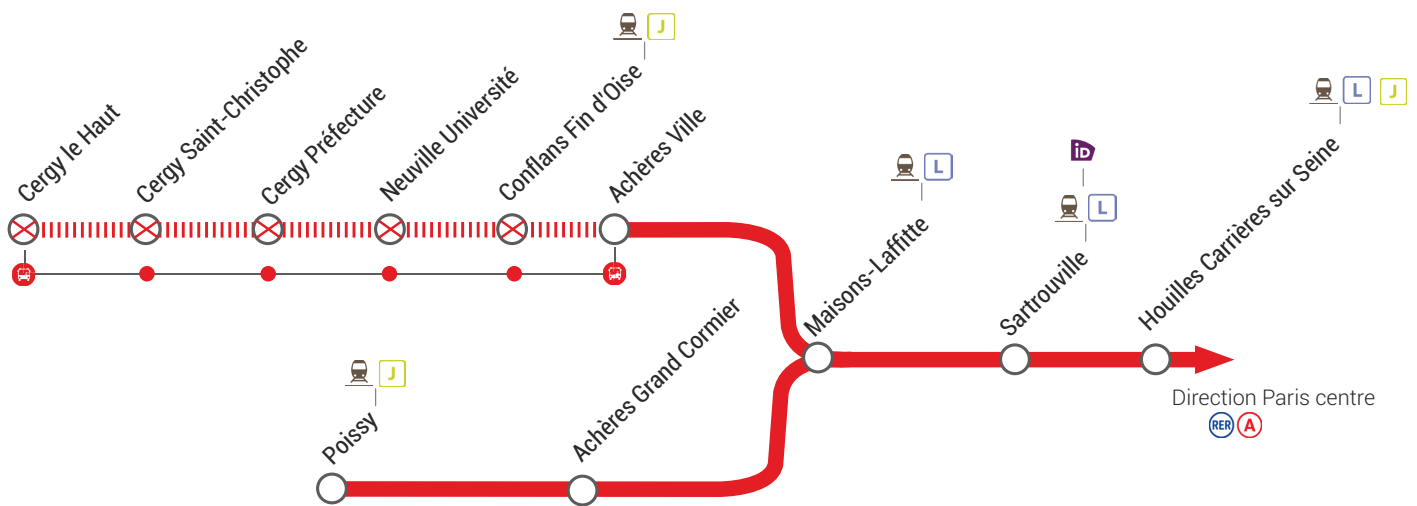 J
Cergy le Haut
Cergy Saint-Christophe
Cergy Préfecture
Neuville Université
Conflans Fin d'Oise
Achères Ville
L
Maisons-Laffitte
iD
L
Sartrouville
L J
Houilles Carrières sur Seine
Direction Paris centre
RER A
J
Poissy
Achères Grand Cormier